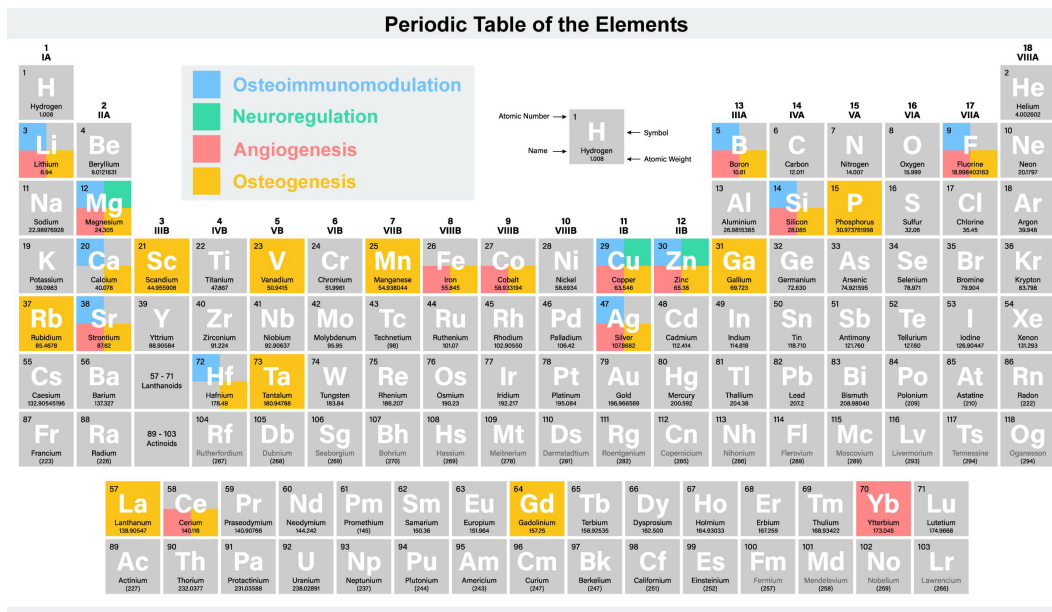 Periodic Table of the Elements
1
IA
18
VIIIA
1
H
Hydrogen
1.008
2
IIA
Osteoimmunomodulation
Neuroregulation
Angiogenesis
Osteogenesis
Atomic Number
1
H
Hydrogen
1.008
Symbol
Name
Atomic Weight
13
IIIA
14
IVA
15
VA
16
VIA
17
VIIA
2
He
Helium
4.002602
3
Li
Lithium
6.94
4
Be
Beryllium
9.0121831
5
B
Boron
10.81
6
C
Carbon
12.011
7
N
Nitrogen
14.007
8
O
Oxygen
15.999
9
F
Fluorine
18.998403163
10
Ne
Neon
20.1797
11
Na
Sodium
22.98976928
12
Mg
Magnesium
24.305
3
IIIB
4
IVB
5
VB
6
VIB
7
VIIB
8
VIIIB
9
VIIIB
10
VIIIB
11
IB
12
IIB
13
Al
Aluminium
26.9815385
14
Si
Silicon
28.085
15
P
Phosphorus
30.973761998
16
S
Sulfur
32.06
17
Cl
Chlorine
35.45
18
Ar
Argon
39.948
19
K
Potassium
39.0983
20
Ca
Calcium
40.078
21
Sc
Scandium
44.955908
22
Ti
Titanium
47.867
23
V
Vanadium
50.9415
24
Cr
Chromium
51.9961
25
Mn
Manganese
54.938044
26
Fe
Iron
55.845
27
Co
Cobalt
58.933194
28
Ni
Nickel
58.6934
29
Cu
Copper
63.546
30
Zn
Zinc
65.38
31
Ga
Gallium
69.723
32
Ge
Germanium
72.630
33
As
Arsenic
74.921595
34
Se
Selenium
78.971
35
Br
Bromine
79.904
36
Kr
Krypton
83.798
37
Rb
Rubidium
85.4678
38
Sr
Strontium
87.62
39
Y
Yttrium
88.90584
40
Zr
Zirconium
91.224
41
Nb
Niobium
92.90637
42
Mo
Molybdenum
95.95
43
Tc
Technetium
(98)
44
Ru
Ruthenium
101.07
45
Rh
Rhodium
102.90550
46
Pd
Palladium
106.42
47
Ag
Silver
107.8682
48
Cd
Cadmium
112.414
49
In
Indium
114.818
50
Sn
Tin
118.710
51
Sb
Antimony
121.760
52
Te
Tellurium
127.60
53
I
Iodine
126.90447
54
Xe
Xenon
131.293
55
Cs
Caesium
132.90545196
56
Ba
Barium
137.327
57 - 71
Lanthanoids
72
Hf
Hafnium
178.49
73
Ta
Tantalum
180.94788
74
W
Tungsten
183.84
75
Re
Rhenium
186.207
76
Os
Osmium
190.23
77
Ir
Iridium
192.217
78
Pt
Platinum
195.084
79
Au
Gold
196.966569
80
Hg
Mercury
200.592
81
Tl
Thallium
204.38
82
Pb
Lead
207.2
83
Bi
Bismuth
208.98040
84
Po
Polonium
(209)
85
At
Astatine
(210)
86
Rn
Radon
(222)
87
Fr
Francium
(223)
88
Ra
Radium
(226)
89 - 103
Actinoids
104
Rf
Rutherfordium
(267)
105
Db
Dubnium
(268)
106
Sg
Seaborgium
(269)
107
Bh
Bohrium
(270)
108
Hs
Hassium
(269)
109
Mt
Meitnerium
(278)
110
Ds
Darmstadtium
(281)
111
Rg
Roentgenium
(282)
112
Cn
Copernicium
(285)
113
Nh
Nihonium
(286)
114
Fl
Flerovium
(289)
115
Mc
Moscovium
(289)
116
Lv
Livermorium
(293)
117
Ts
Tennessine
(294)
118
Og
Oganesson
(294)
57
La
Lanthanum
138.90547
58
Ce
Cerium
140.116
59
Pr
Praseodymium
140.90766
60
Nd
Neodymium
144.242
61
Pm
Promethium
(145)
62
Sm
Samarium
150.36
63
Eu
Europium
151.964
64
Gd
Gadolinium
157.25
65
Tb
Terbium
158.92535
66
Dy
Dysprosium
162.500
67
Ho
Holmium
164.93033
68
Er
Erbium
167.259
69
Tm
Thulium
168.93422
70
Yb
Ytterbium
173.045
71
Lu
Lutetium
174.9668
89
Ac
Actinium
(227)
90
Th
Thorium
232.0377
91
Pa
Protactinium
231.03588
92
U
Uranium
238.02891
93
Np
Neptunium
(237)
94
Pu
Plutonium
(244)
95
Am
Americium
(243)
96
Cm
Curium
(247)
97
Bk
Berkelium
(247)
98
Cf
Californium
(251)
99
Es
Einsteinium
(252)
100
Fm
Fermium
(257)
101
Md
Mendelevium
(258)
102
No
Nobelium
(259)
103
Lr
Lawrencium
(266)